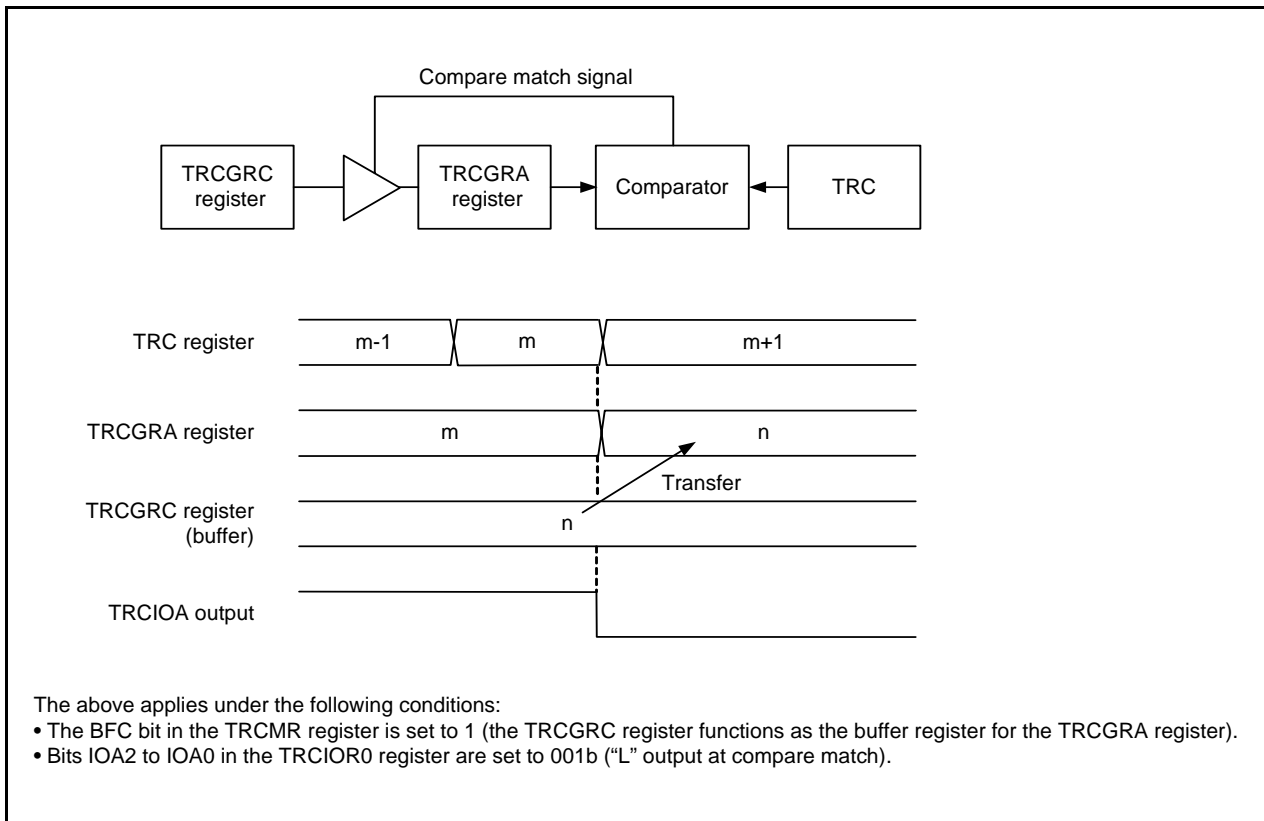 Compare match signal
TRCGRC
register
TRCGRA
register
Comparator
TRC
TRC register
m-1
m
m+1
TRCGRA register
m
n
Transfer
TRCGRC register
(buffer)
n
TRCIOA output
The above applies under the following conditions:
• The BFC bit in the TRCMR register is set to 1 (the TRCGRC register functions as the buffer register for the TRCGRA register).
• Bits IOA2 to IOA0 in the TRCIOR0 register are set to 001b (“L” output at compare match).